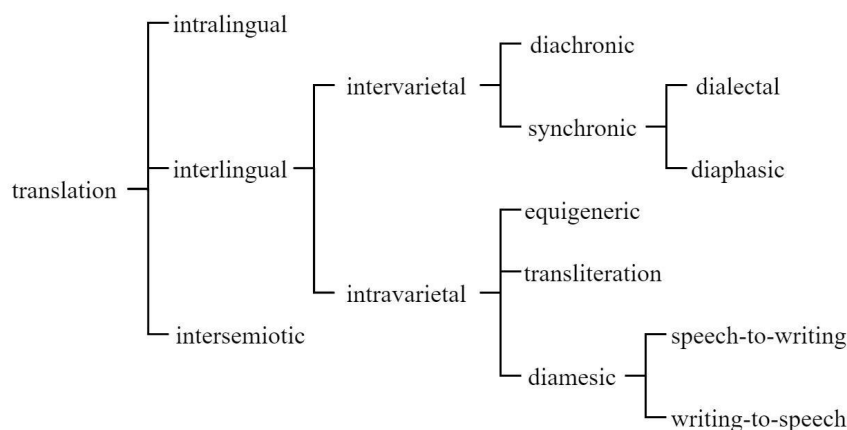 intralingual
diachronic
intervarietal
dialectal
synchronic
interlingual
diaphasic
translation
equigeneric
transliteration
intravarietal
intersemiotic
speech-to-writing
diamesic
writing-to-speech